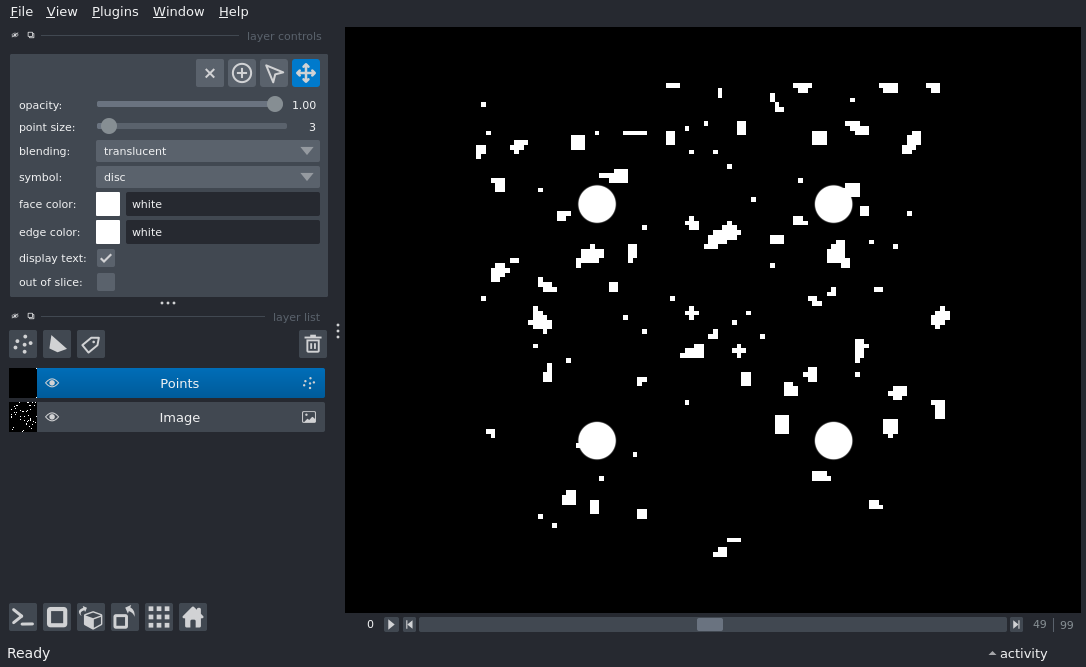 File View Plugins Window Help
layer controls
opacity: 1.00
point size: 3
blending: translucent
symbol: disc
face color: white
edge color: white
display text:
out of slice:
layer list
Points
Image
0 49 | 99
Ready activity